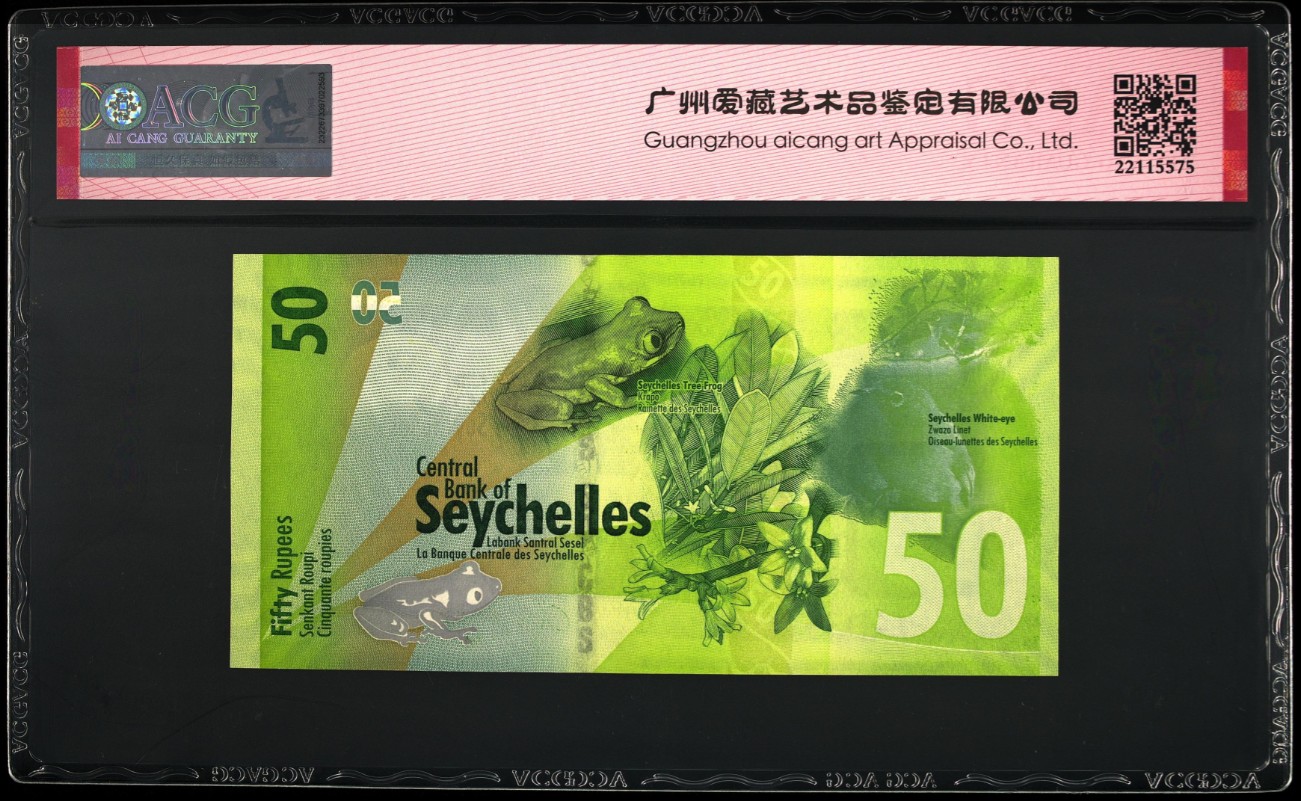 ACG
AI CANG GUARANTY
广州爱藏艺术品鉴定有限公司
Guangzhou aicang art Appraisal Co., Ltd.
22115575
50
50
50
Seychelles Tree Frog
Krapo
Rainette des Seychelles
Seychelles White-eye
Zwazo Linet
Oiseau-lunettes des Seychelles
Central
Bank of
Seychelles
Labank Santral Sesel
La Banque Centrale des Seychelles
Fifty Rupees
Senkant Roupi
Cinquante roupies
50